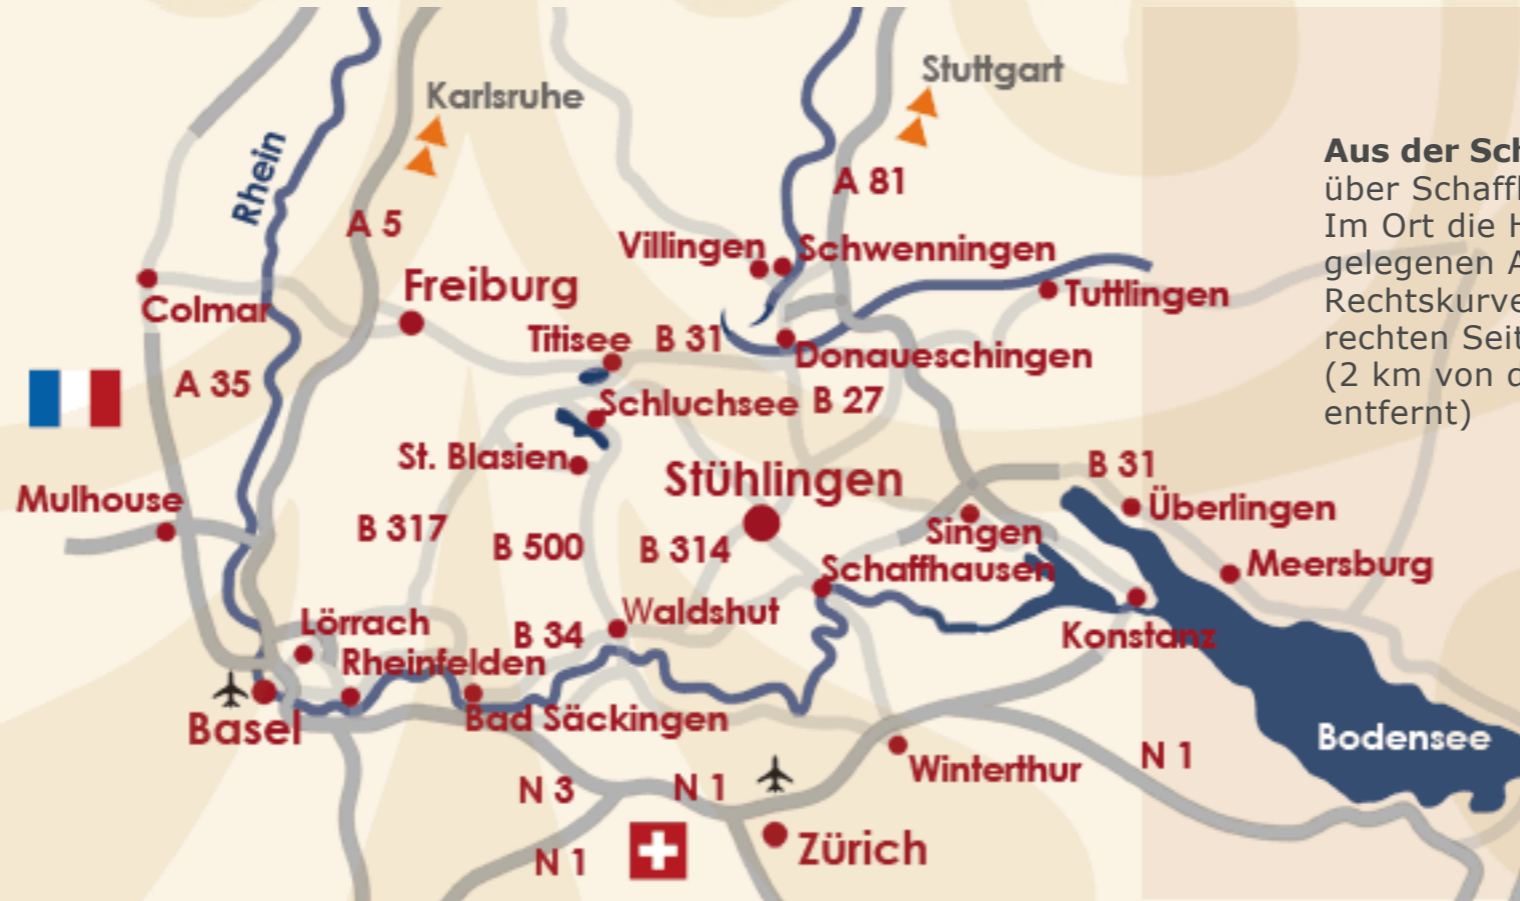 Stuttgart
Karlsruhe
Rhein
A 81
A 5
Villingen
Schwenningen
Freiburg
Tuttlingen
Colmar
Titisee
B 31
Donaueschingen
A 35
Schluchsee
B 27
St. Blasien
B 31
Stühlingen
Mulhouse
Überlingen
B 317
Singen
B 500
B 314
Schaffhausen
Meersburg
Waldshut
Lörrach
B 34
Konstanz
Rheinfelden
Basel
Bad Säckingen
Bodensee
Winterthur
N 1
N 3
N 1
Zürich
N 1
Aus der Sch
über Schaffh
Im Ort die H
gelegenen A
Rechtskurve
rechten Seit
(2 km von d
entfernt)